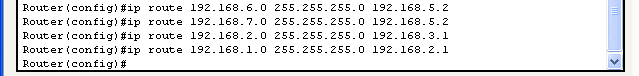 Router(config)#ip route 192.168.6.0 255.255.255.0 192.168.5.2
Router(config)#ip route 192.168.7.0 255.255.255.0 192.168.5.2
Router(config)#ip route 192.168.2.0 255.255.255.0 192.168.3.1
Router(config)#ip route 192.168.1.0 255.255.255.0 192.168.2.1
Router(config)#